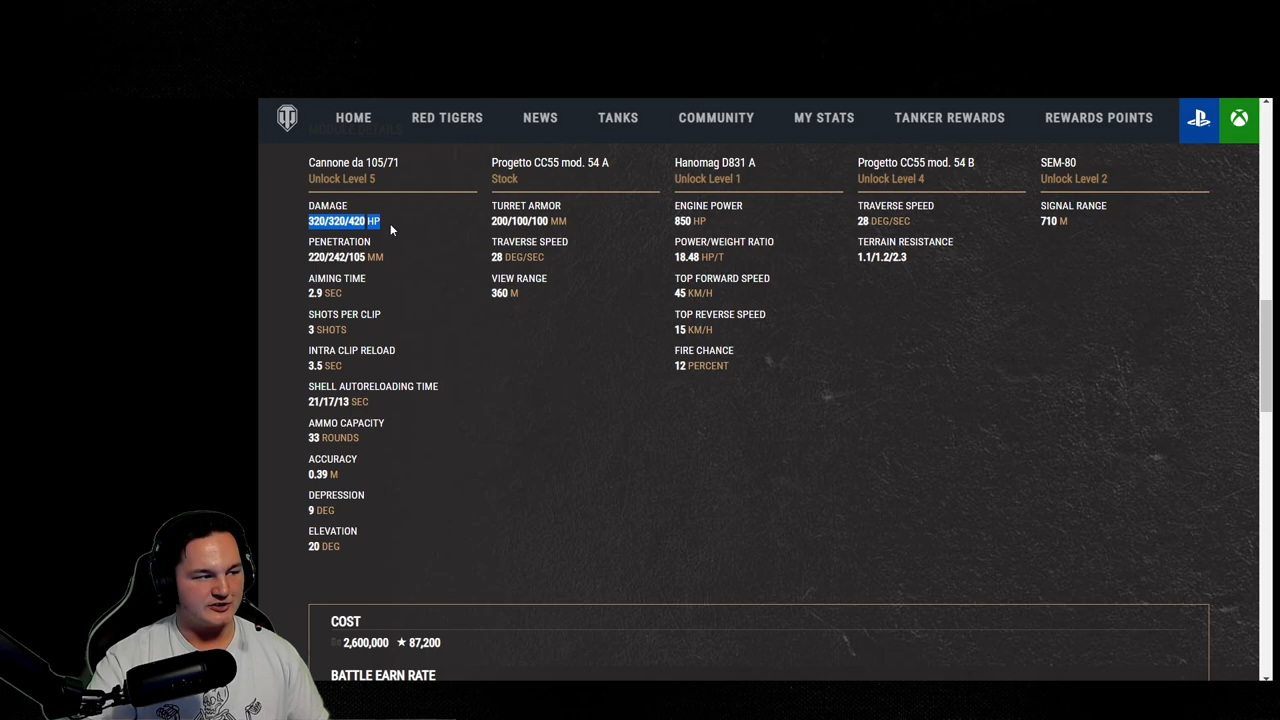 HOME RED TIGERS NEWS TANKS COMMUNITY MY STATS TANKER REWARDS REWARDS POINTS
MODULE DETAILS
Cannone da 105/71
Unlock Level 5
DAMAGE
320/320/420 HP
PENETRATION
220/242/105 MM
AIMING TIME
2.9 SEC
SHOTS PER CLIP
3 SHOTS
INTRA CLIP RELOAD
3.5 SEC
SHELL AUTORELOADING TIME
21/17/13 SEC
AMMO CAPACITY
33 ROUNDS
ACCURACY
0.39 M
DEPRESSION
9 DEG
ELEVATION
20 DEG
Progetto CC55 mod. 54 A
Stock
TURRET ARMOR
200/100/100 MM
TRAVERSE SPEED
28 DEG/SEC
VIEW RANGE
360 M
Hanomag D831 A
Unlock Level 1
ENGINE POWER
850 HP
POWER/WEIGHT RATIO
18.48 HP/T
TOP FORWARD SPEED
45 KM/H
TOP REVERSE SPEED
15 KM/H
FIRE CHANCE
12 PERCENT
Progetto CC55 mod. 54 B
Unlock Level 4
TRAVERSE SPEED
28 DEG/SEC
TERRAIN RESISTANCE
1.1/1.2/2.3
SEM-80
Unlock Level 2
SIGNAL RANGE
710 M
COST
2,600,000 ★ 87,200
BATTLE EARN RATE